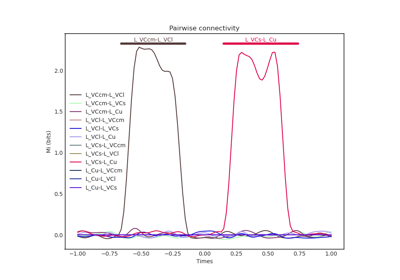 Pairwise connectivity
L_VCcm-L_VCl
L_VCs-L_Cu
2.0
1.5
1.0
0.5
0.0
MI (bits)
L_VCcm-L_VCl
L_VCcm-L_VCs
L_VCcm-L_Cu
L_VCl-L_VCcm
L_VCl-L_VCs
L_VCl-L_Cu
L_VCs-L_VCcm
L_VCs-L_VCl
L_VCs-L_Cu
L_Cu-L_VCcm
L_Cu-L_VCl
L_Cu-L_VCs
−1.00 −0.75 −0.50 −0.25 0.00 0.25 0.50 0.75 1.00
Times